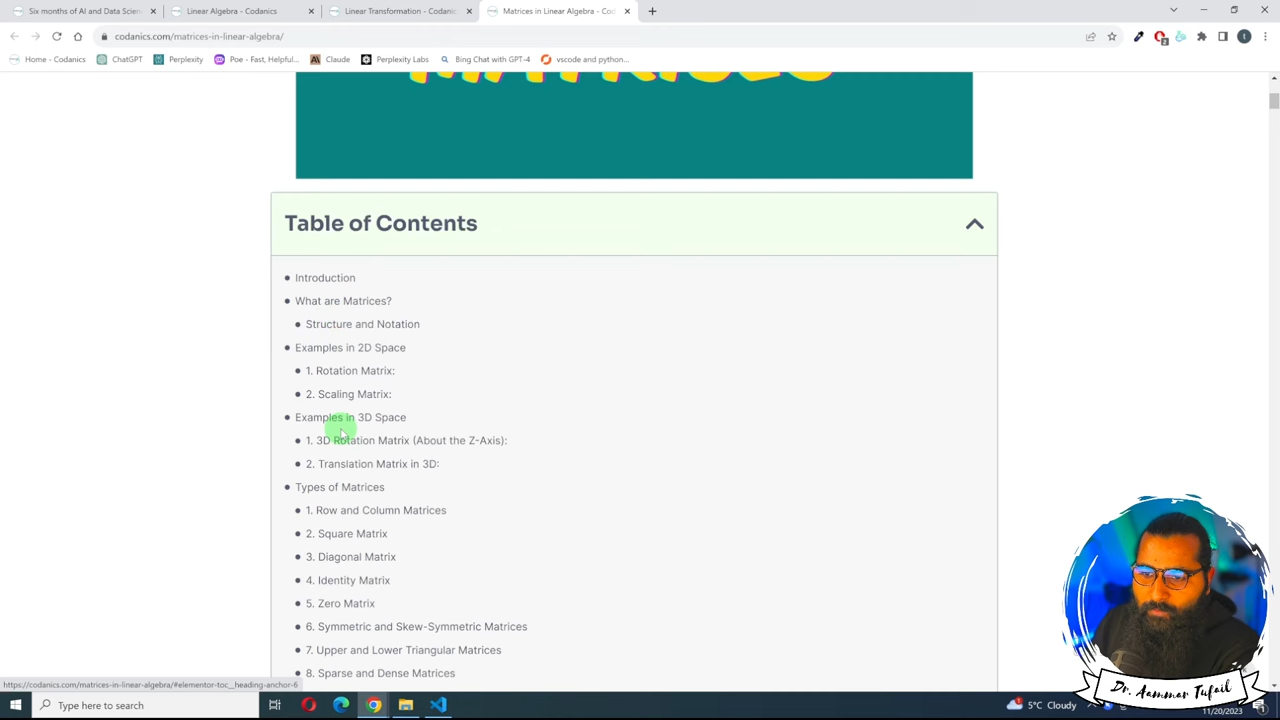 Six months of AI and Data Scien
Linear Algebra - Codanics
Linear Transformation - Codanic
Matrices in Linear Algebra - Cod
codanics.com/matrices-in-linear-algebra/
Home - Codanics
ChatGPT
Perplexity
Poe - Fast, Helpful...
Claude
Perplexity Labs
Bing Chat with GPT-4
vscode and python...
Table of Contents
Introduction
What are Matrices?
Structure and Notation
Examples in 2D Space
1. Rotation Matrix:
2. Scaling Matrix:
Examples in 3D Space
1. 3D Rotation Matrix (About the Z-Axis):
2. Translation Matrix in 3D:
Types of Matrices
1. Row and Column Matrices
2. Square Matrix
3. Diagonal Matrix
4. Identity Matrix
5. Zero Matrix
6. Symmetric and Skew-Symmetric Matrices
7. Upper and Lower Triangular Matrices
8. Sparse and Dense Matrices
https://codanics.com/matrices-in-linear-algebra/#elementor-toc__heading-anchor-6
Type here to search
5°C Cloudy
11/20/2023
Dr. Aammar Tufail